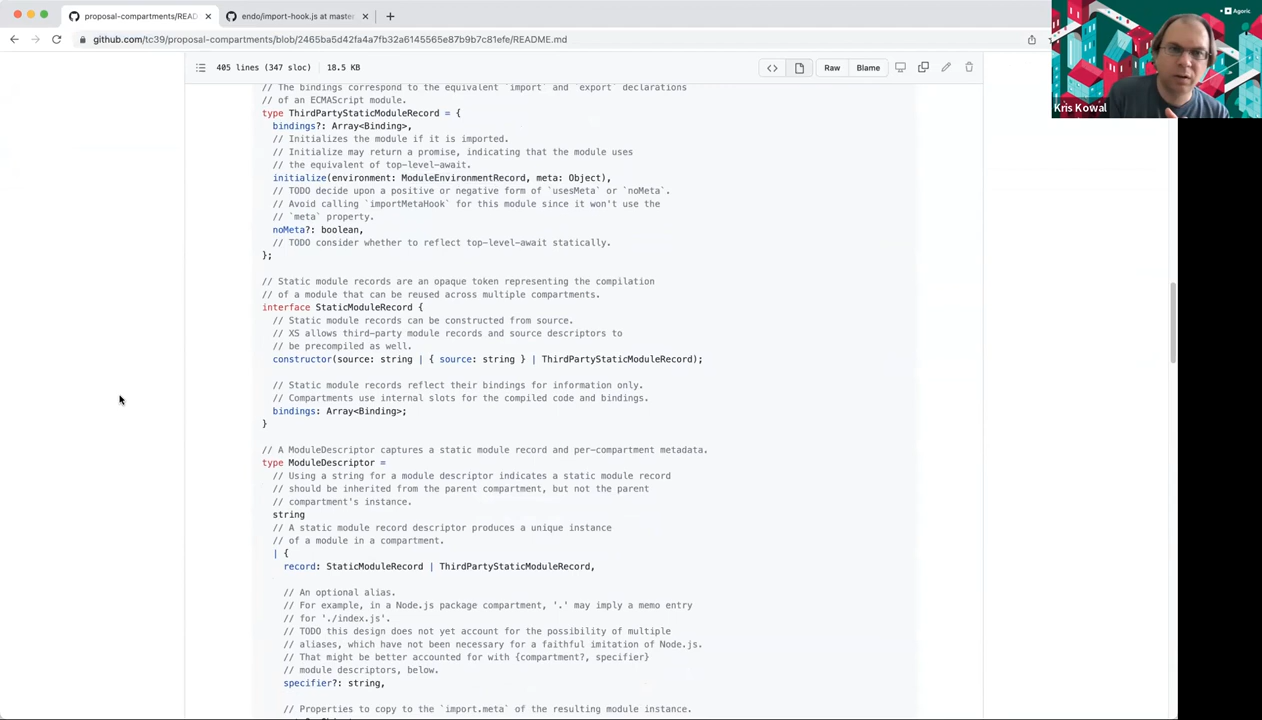 proposal-compartments/READ
endo/import-hook.js at master
github.com/tc39/proposal-compartments/blob/2465ba5d42fa4a7fb32a6145565e87b9b7c81efe/README.md
Agoric
Kris Kowal
405 lines (347 sloc) 18.5 KB
Raw
Blame
// The bindings correspond to the equivalent `import` and `export` declarations
// of an ECMAScript module.
type ThirdPartyStaticModuleRecord = {
bindings?: Array<Binding>,
// Initializes the module if it is imported.
// Initialize may return a promise, indicating that the module uses
// the equivalent of top-level-await.
initialize(environment: ModuleEnvironmentRecord, meta: Object),
// TODO decide upon a positive or negative form of `usesMeta` or `noMeta`.
// Avoid calling `importMetaHook` for this module since it won't use the
// `meta` property.
noMeta?: boolean,
// TODO consider whether to reflect top-level-await statically.
};
// Static module records are an opaque token representing the compilation
// of a module that can be reused across multiple compartments.
interface StaticModuleRecord {
// Static module records can be constructed from source.
// XS allows third-party module records and source descriptors to
// be precompiled as well.
constructor(source: string | { source: string } | ThirdPartyStaticModuleRecord);
// Static module records reflect their bindings for information only.
// Compartments use internal slots for the compiled code and bindings.
bindings: Array<Binding>;
}
// A ModuleDescriptor captures a static module record and per-compartment metadata.
type ModuleDescriptor =
// Using a string for a module descriptor indicates a static module record
// should be inherited from the parent compartment, but not the parent
// compartment's instance.
string
// A static module record descriptor produces a unique instance
// of a module in a compartment.
| {
record: StaticModuleRecord | ThirdPartyStaticModuleRecord,
// An optional alias.
// For example, in a Node.js package compartment, '.' may imply a memo entry
// for './index.js'.
// TODO this design does not yet account for the possibility of multiple
// aliases, which have not been necessary for a faithful imitation of Node.js.
// That might be better accounted for with {compartment?, specifier}
// module descriptors, below.
specifier?: string,
// Properties to copy to the `import.meta` of the resulting module instance.